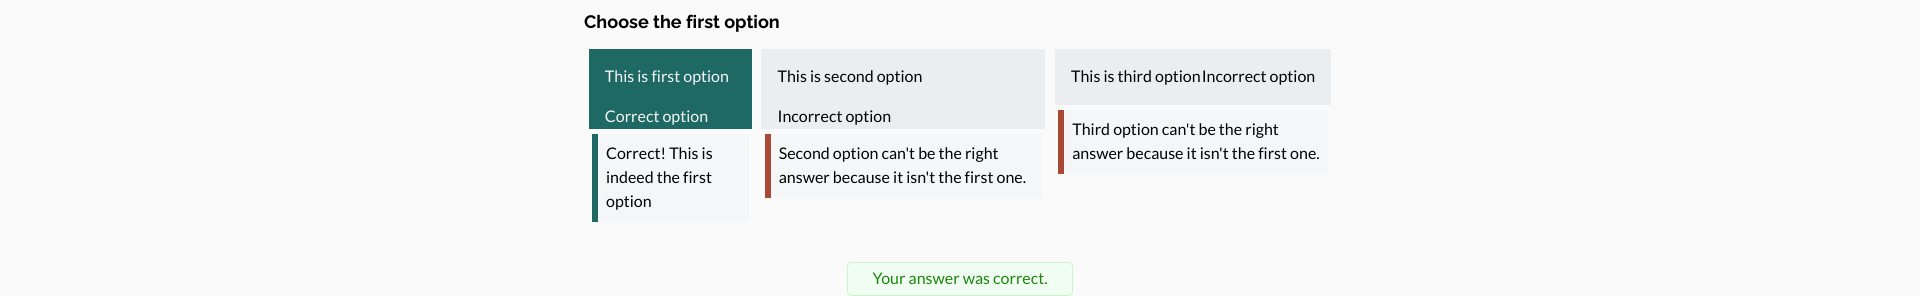 Choose the first option
This is first option
Correct option
Correct! This is
indeed the first
option
This is second option
Incorrect option
Second option can't be the right
answer because it isn't the first one.
This is third optionIncorrect option
Third option can't be the right
answer because it isn't the first one.
Your answer was correct.